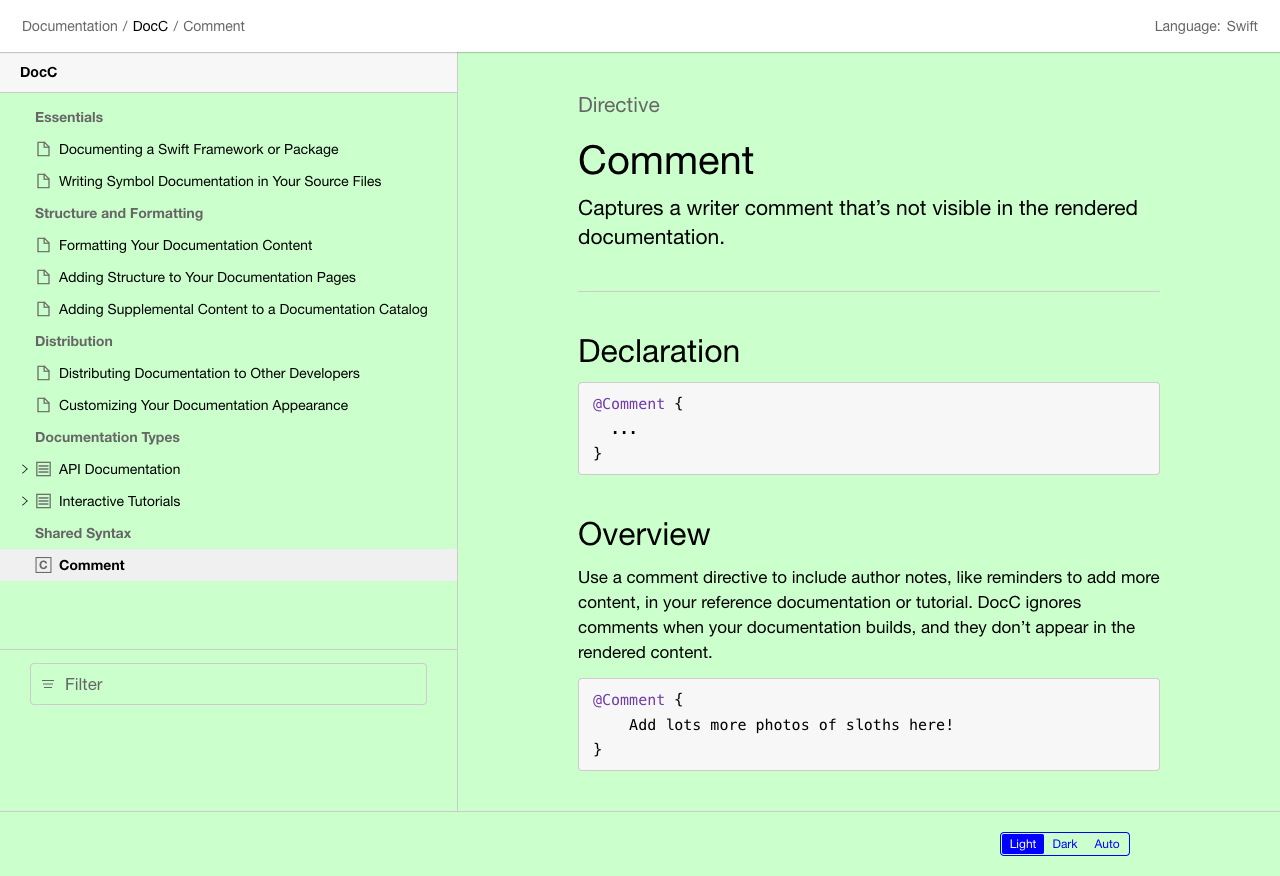 Documentation / DocC / Comment
Language: Swift
DocC
Essentials
Documenting a Swift Framework or Package
Writing Symbol Documentation in Your Source Files
Structure and Formatting
Formatting Your Documentation Content
Adding Structure to Your Documentation Pages
Adding Supplemental Content to a Documentation Catalog
Distribution
Distributing Documentation to Other Developers
Customizing Your Documentation Appearance
Documentation Types
API Documentation
Interactive Tutorials
Shared Syntax
C Comment
Filter
Directive
Comment
Captures a writer comment that’s not visible in the rendered
documentation.
Declaration
@Comment {
  ...
}
Overview
Use a comment directive to include author notes, like reminders to add more
content, in your reference documentation or tutorial. DocC ignores
comments when your documentation builds, and they don’t appear in the
rendered content.
@Comment {
    Add lots more photos of sloths here!
}
Light Dark Auto